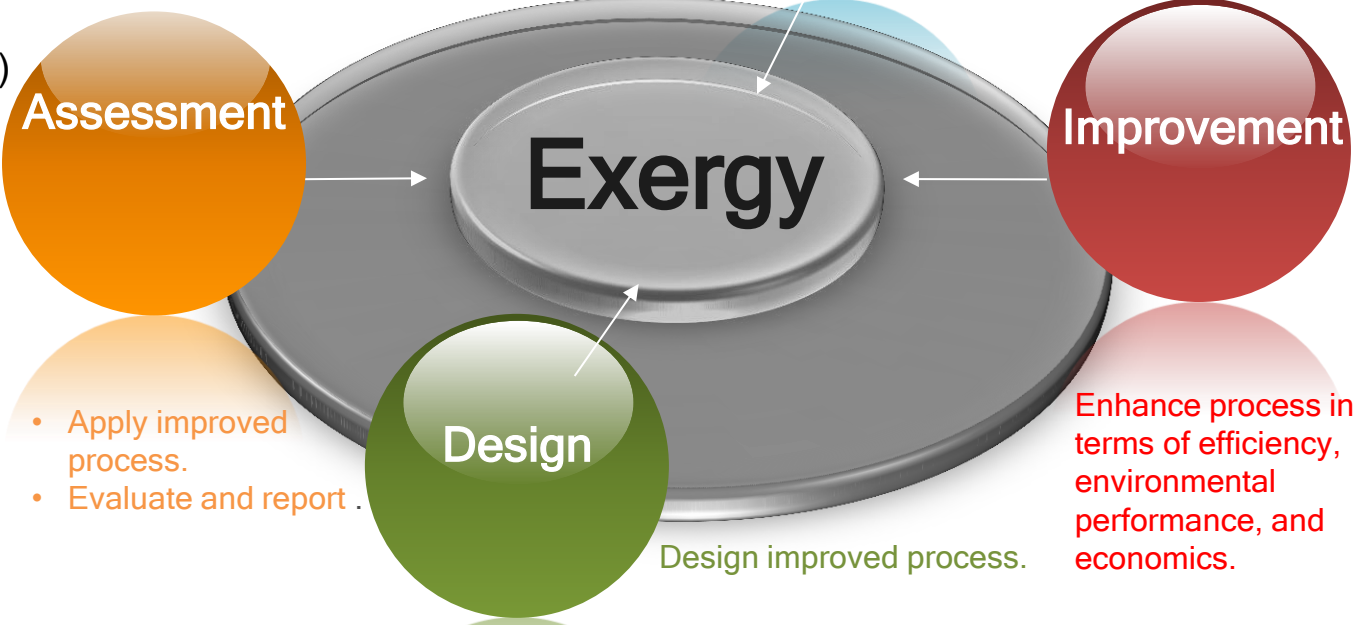 )
Assessment
Improvement
Exergy
Design
• Apply improved
process.
• Evaluate and report .
Design improved process.
Enhance process in
terms of efficiency,
environmental
performance, and
economics.